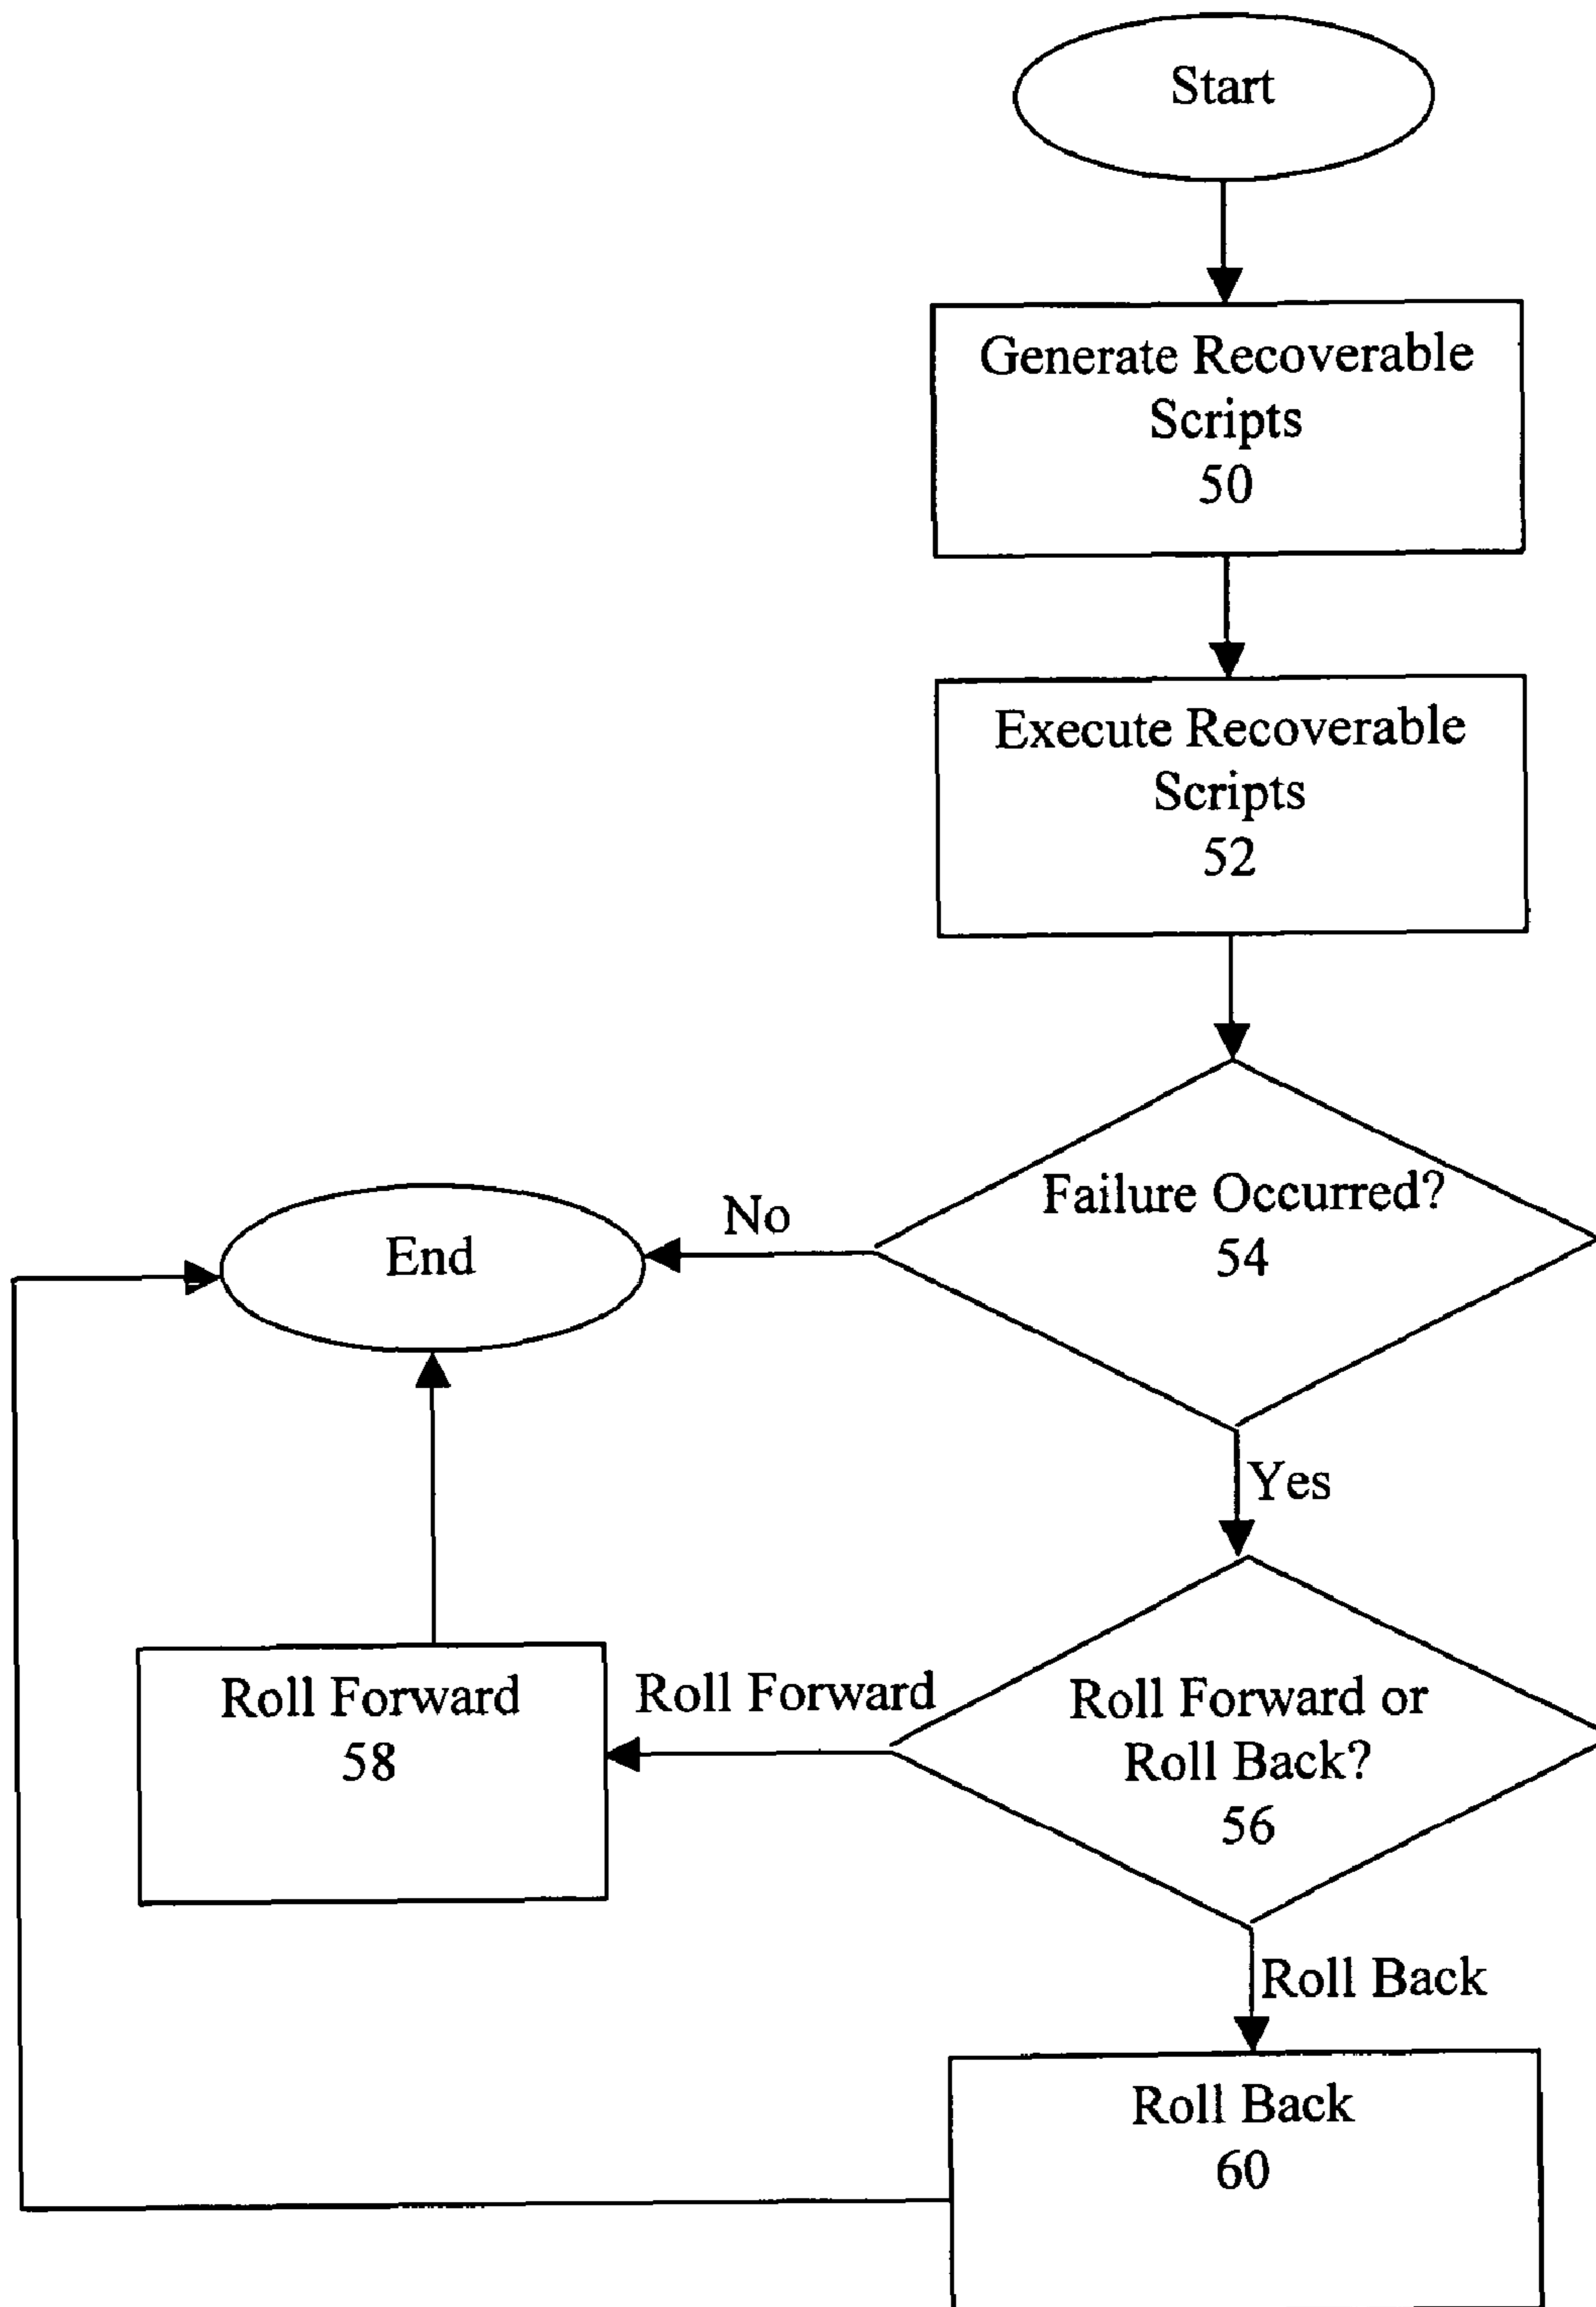 Start
Generate Recoverable
Scripts
50
Execute Recoverable
Scripts
52
Failure Occurred?
54
No
End
Yes
Roll Forward or
Roll Back?
56
Roll Forward
Roll Forward
58
Roll Back
Roll Back
60